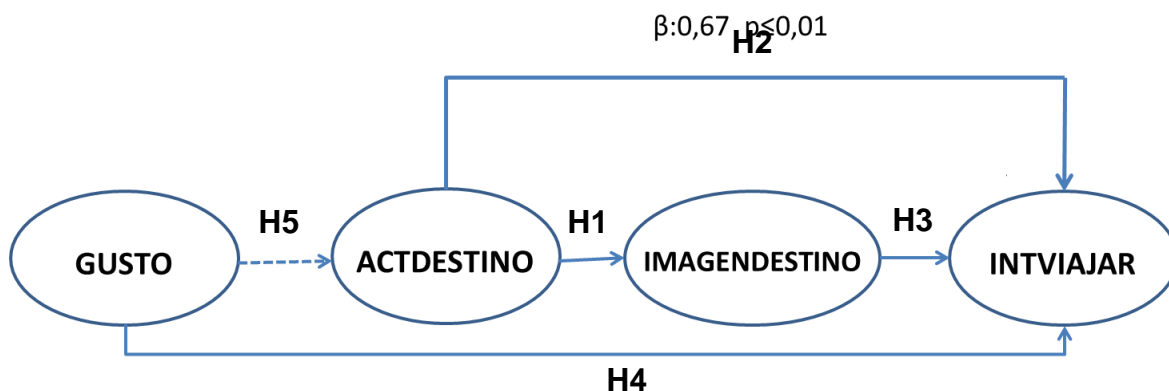 β:0,67 p≤0,01
H2
H5
H1
H3
GUSTO
ACTDESTINO
IMAGENDESTINO
INTVIAJAR
H4